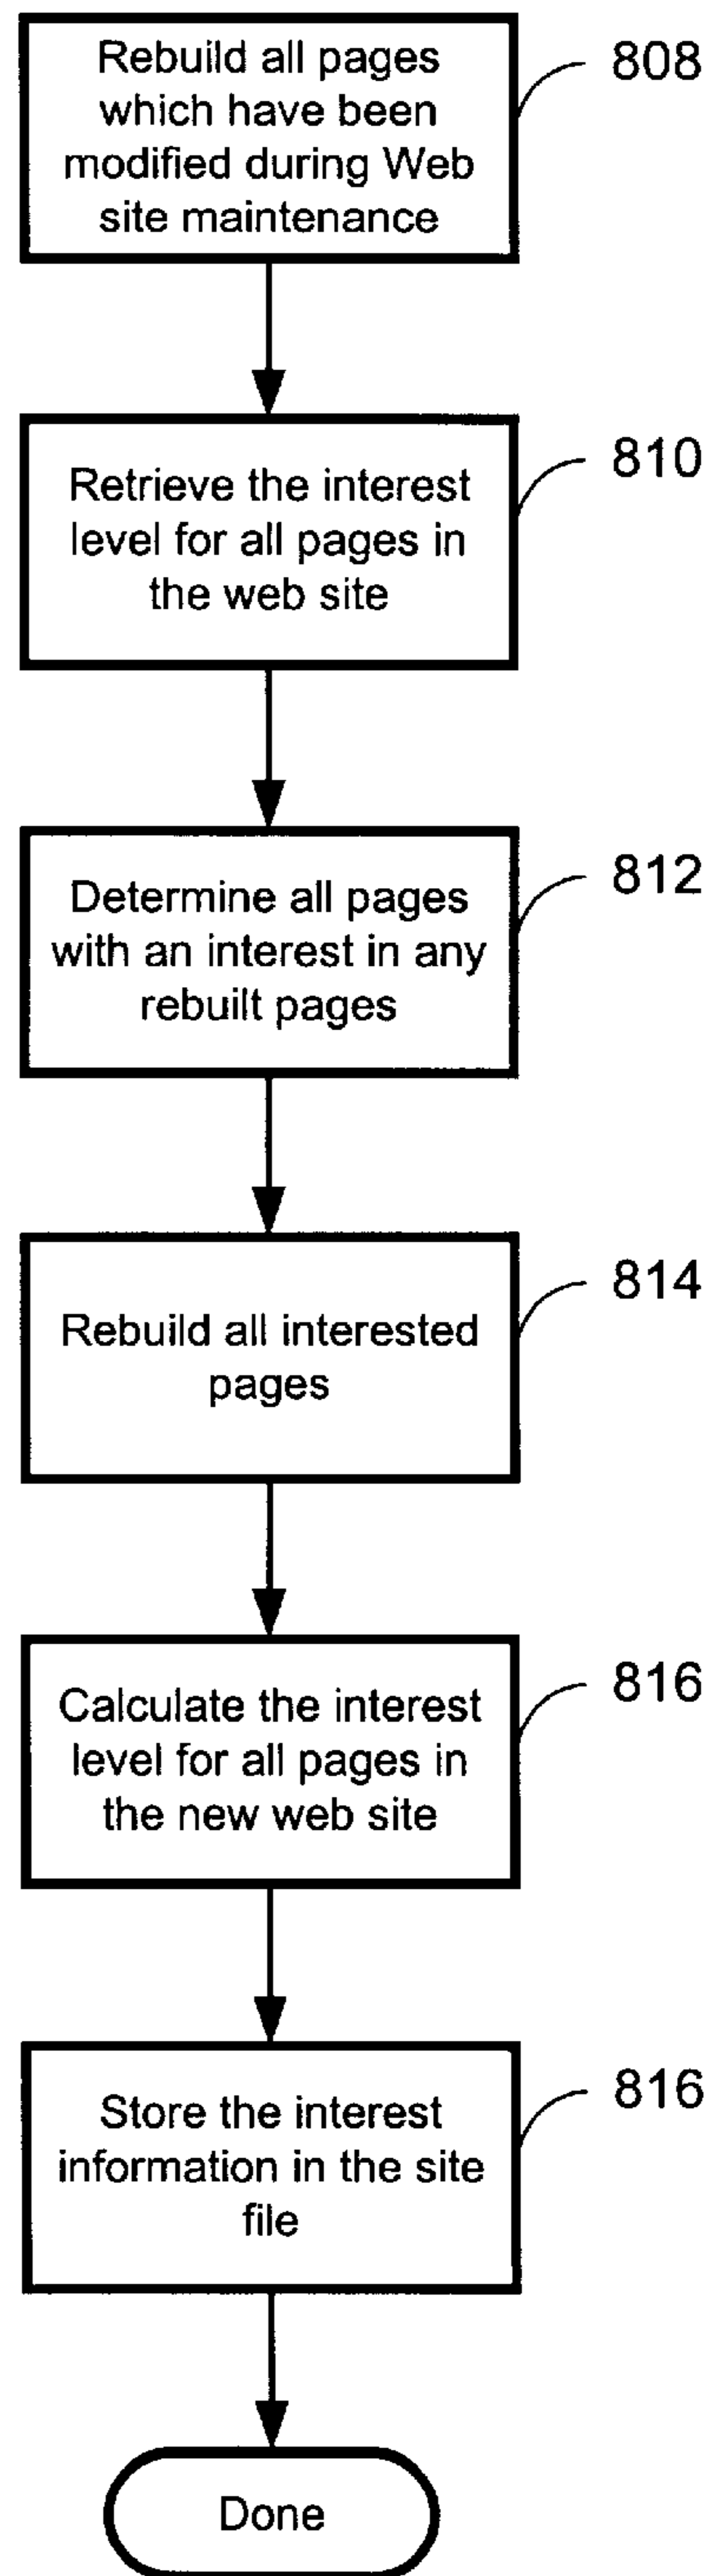 Rebuild all pages
which have been
modified during Web
site maintenance
808
Retrieve the interest
level for all pages in
the web site
810
Determine all pages
with an interest in any
rebuilt pages
812
Rebuild all interested
pages
814
Calculate the interest
level for all pages in
the new web site
816
Store the interest
information in the site
file
816
Done